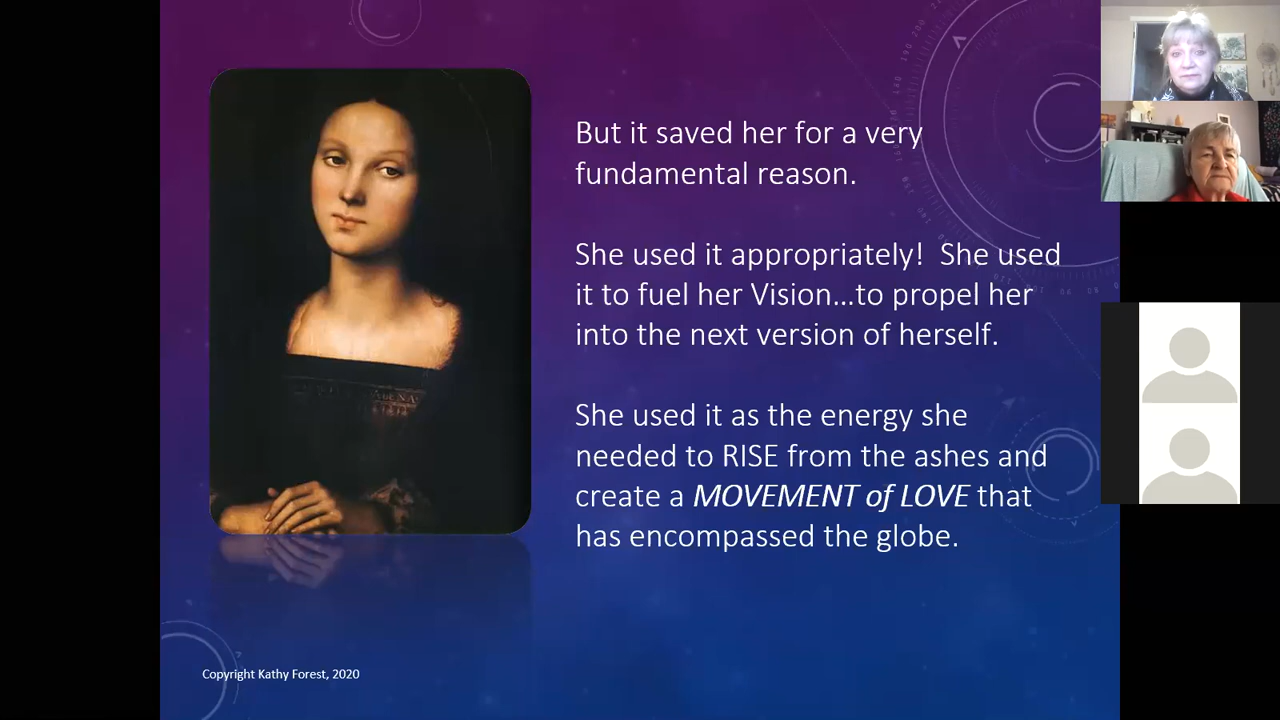 But it saved her for a very
fundamental reason.
She used it appropriately!  She used
it to fuel her Vision…to propel her
into the next version of herself.
She used it as the energy she
needed to RISE from the ashes and
create a MOVEMENT of LOVE that
has encompassed the globe.
Copyright Kathy Forest, 2020